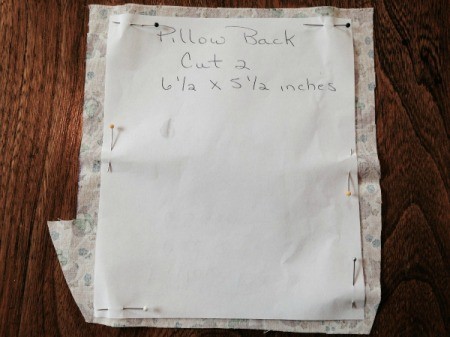 Pillow Back
Cut 2
6 1/2 x 5 1/2 inches